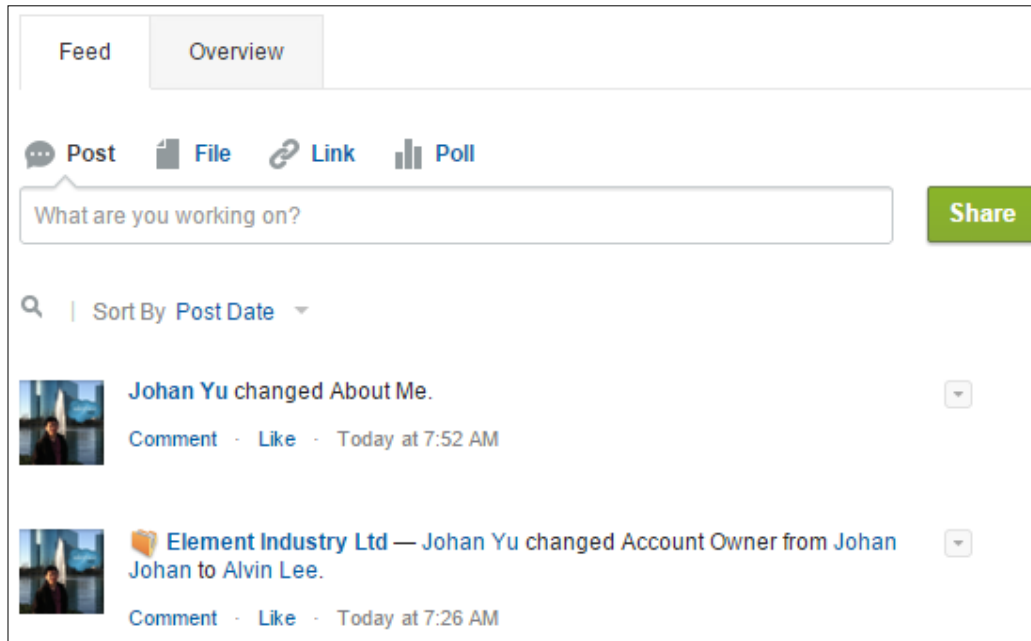 Feed Overview
Post File Link Poll
What are you working on?
Share
| Sort By Post Date
Johan Yu changed About Me.
Comment · Like · Today at 7:52 AM
Element Industry Ltd — Johan Yu changed Account Owner from Johan
Johan to Alvin Lee.
Comment · Like · Today at 7:26 AM